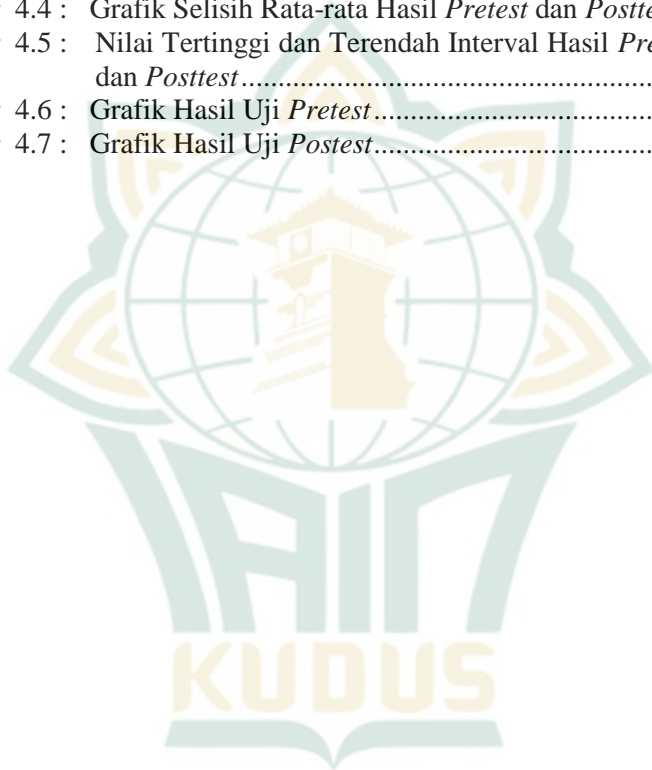 4.4 : Grafik Selisih Rata-rata Hasil Pretest dan Postte
4.5 : Nilai Tertinggi dan Terendah Interval Hasil Pre
dan Posttest................................................................
4.6 : Grafik Hasil Uji Pretest............................................
4.7 : Grafik Hasil Uji Postest............................................
IAIN
KUDUS